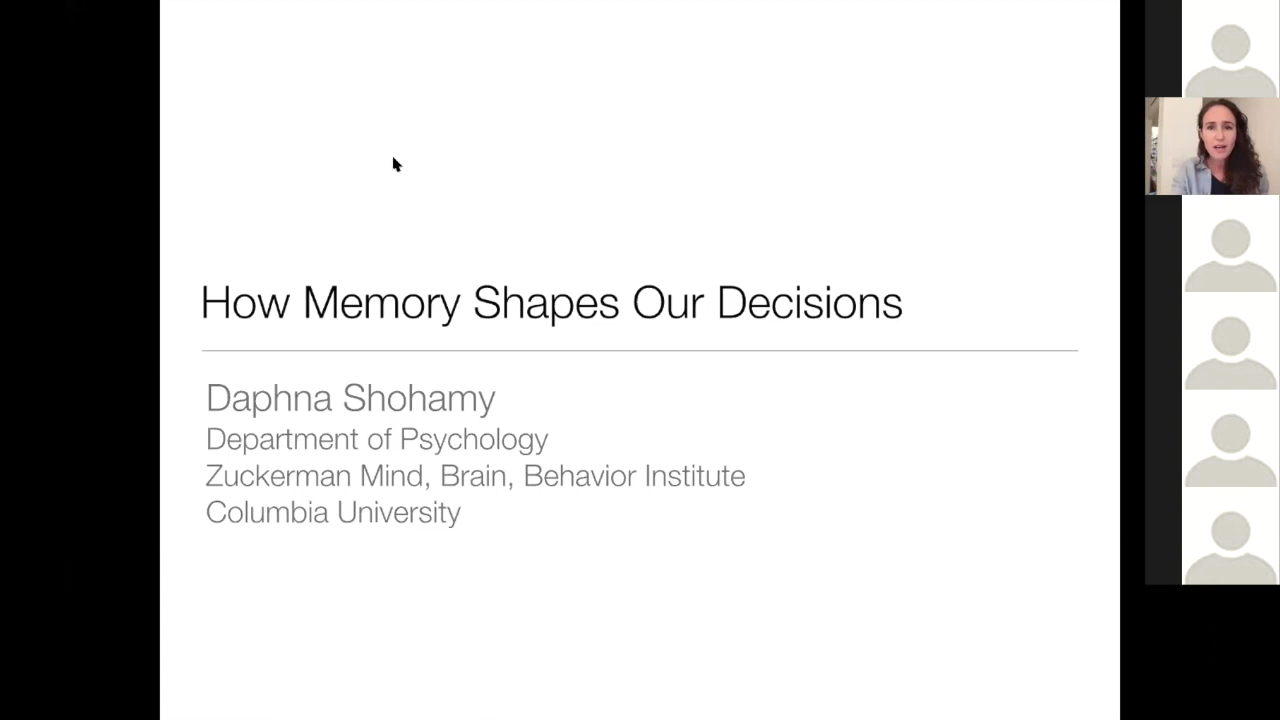 How Memory Shapes Our Decisions
Daphna Shohamy
Department of Psychology
Zuckerman Mind, Brain, Behavior Institute
Columbia University